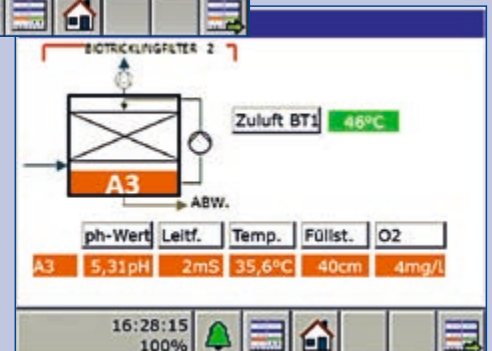 BIOTRICKLINGFILTER 2
Zuluft BT1 46°C
A3
ABW.
ph-Wert Leitf. Temp. Füllst. O2
A3 5,31pH 2mS 35,6°C 40cm 4mg/L
16:28:15
100%